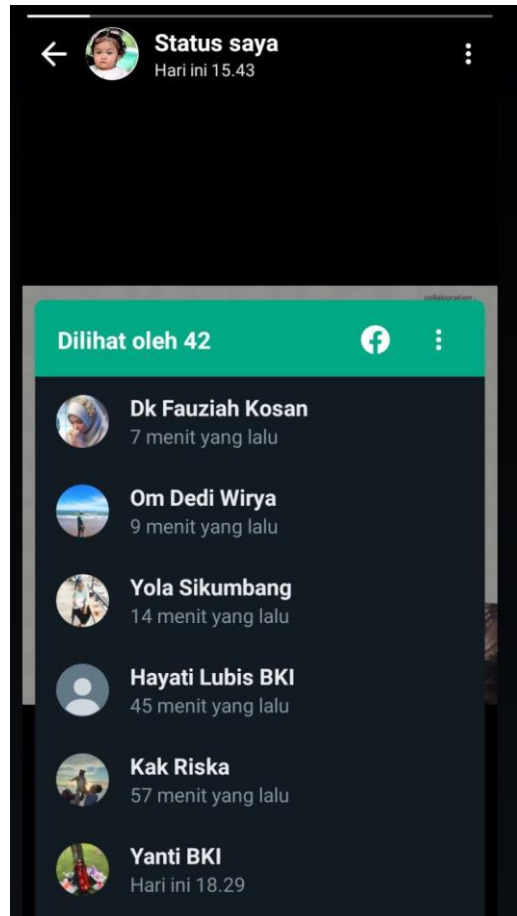 Status saya
Hari ini 15.43
collaboration :
Dilihat oleh 42
Dk Fauziah Kosan
7 menit yang lalu
Om Dedi Wirya
9 menit yang lalu
Yola Sikumbang
14 menit yang lalu
Hayati Lubis BKI
45 menit yang lalu
Kak Riska
57 menit yang lalu
Yanti BKI
Hari ini 18.29